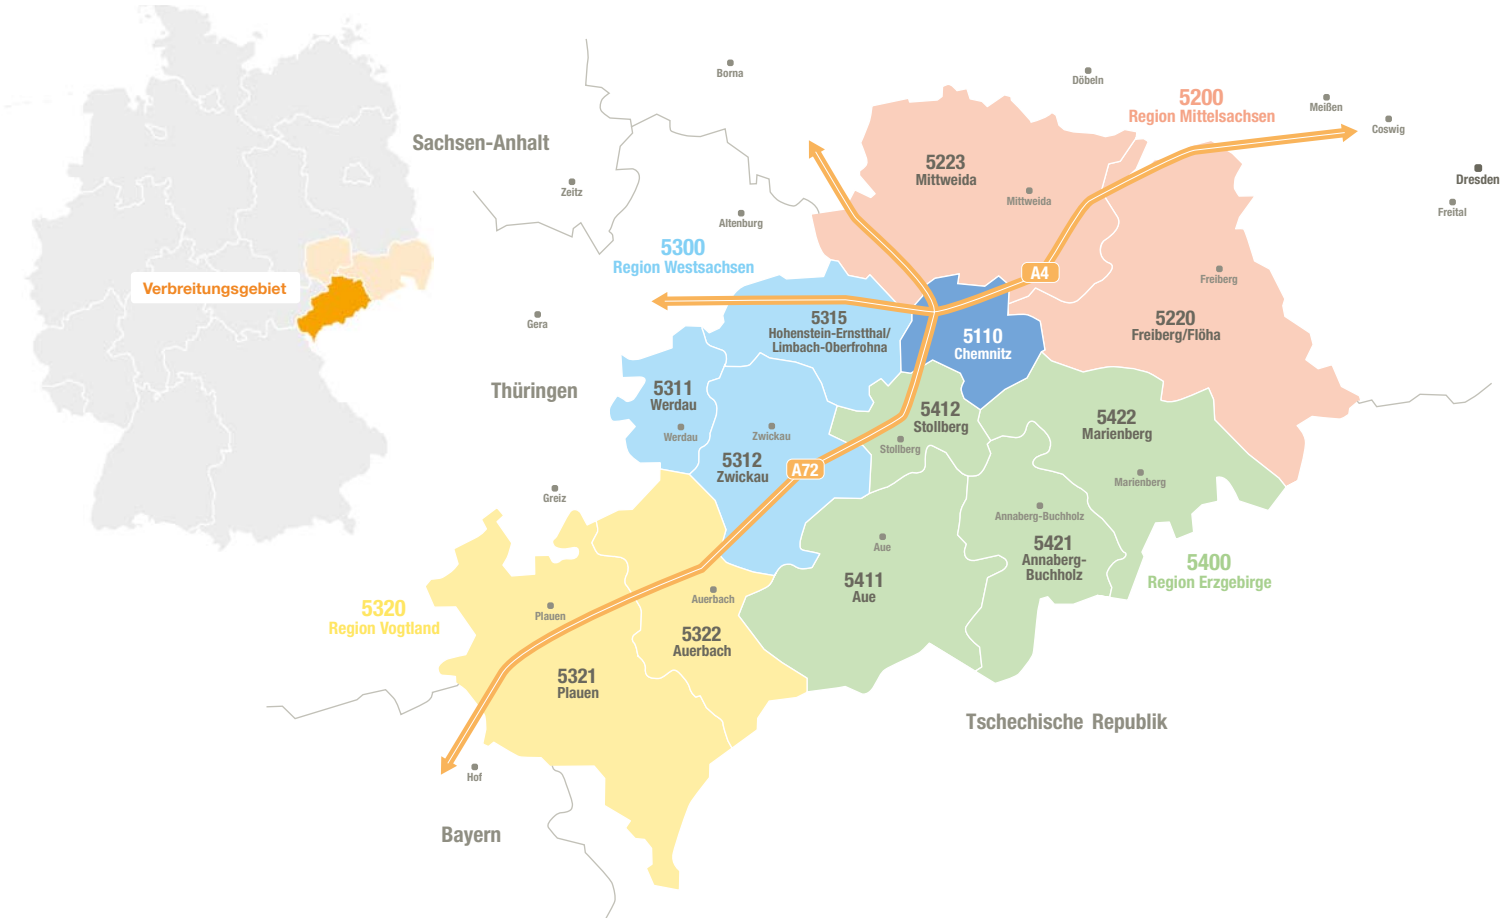 Borna
Döbeln
5200
Region Mittelsachsen
Meißen
Coswig
Sachsen-Anhalt
5223
Mittweida
Dresden
Zeitz
Mittweida
Freital
Altenburg
5300
Region Westsachsen
A4
Freiberg
Verbreitungsgebiet
Gera
5315
Hohenstein-Ernstthal/
Limbach-Oberfrohna
5110
Chemnitz
5220
Freiberg/Flöha
Thüringen
5311
Werdau
Werdau
5412
Stollberg
Stollberg
5422
Marienberg
Marienberg
Zwickau
5312
Zwickau
A72
Greiz
Annaberg-Buchholz
5421
Annaberg-
Buchholz
Aue
5411
Aue
5400
Region Erzgebirge
5320
Region Vogtland
Plauen
Auerbach
5322
Auerbach
5321
Plauen
Tschechische Republik
Hof
Bayern